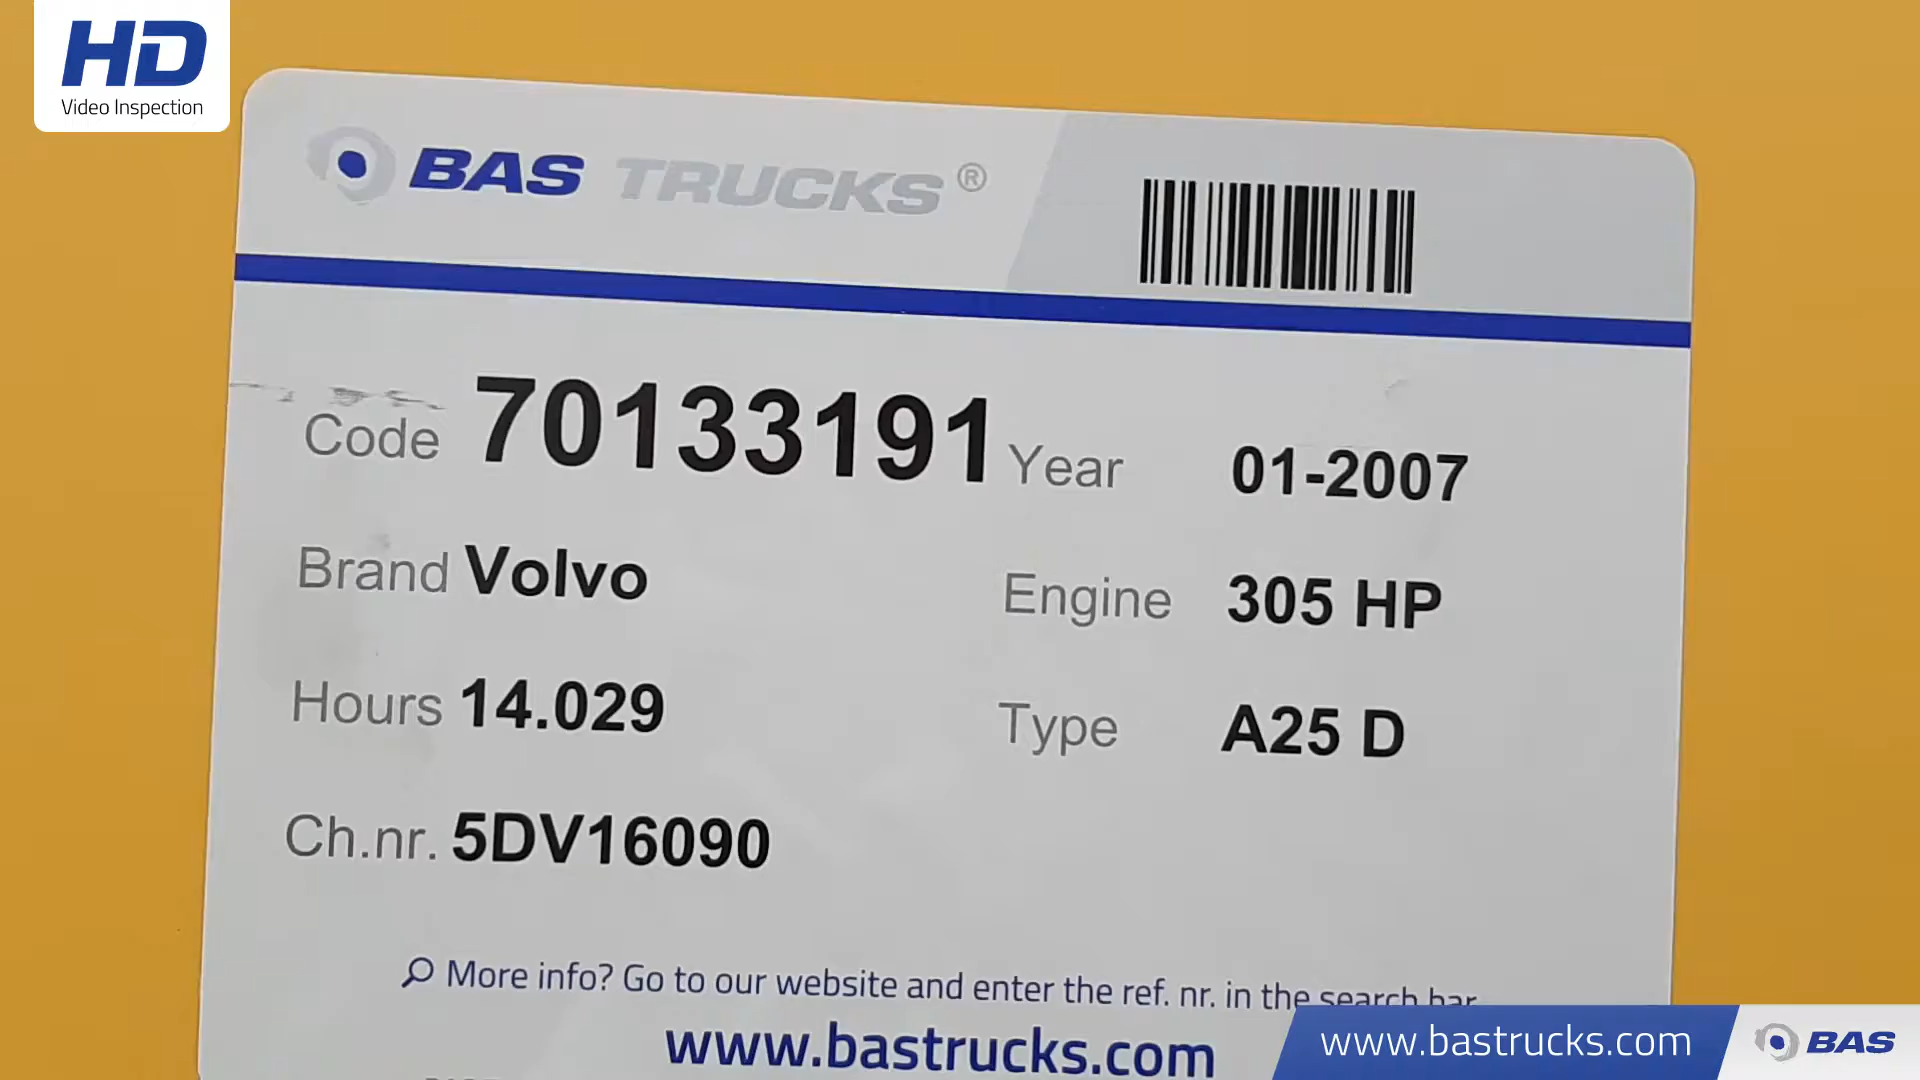 HD
Video Inspection
BAS TRUCKS®
Code 70133191 Year 01-2007
Brand Volvo Engine 305 HP
Hours 14.029 Type A25 D
Ch.nr. 5DV16090
More info? Go to our website and enter the ref. nr. in the search bar
www.bastrucks.com
www.bastrucks.com BAS